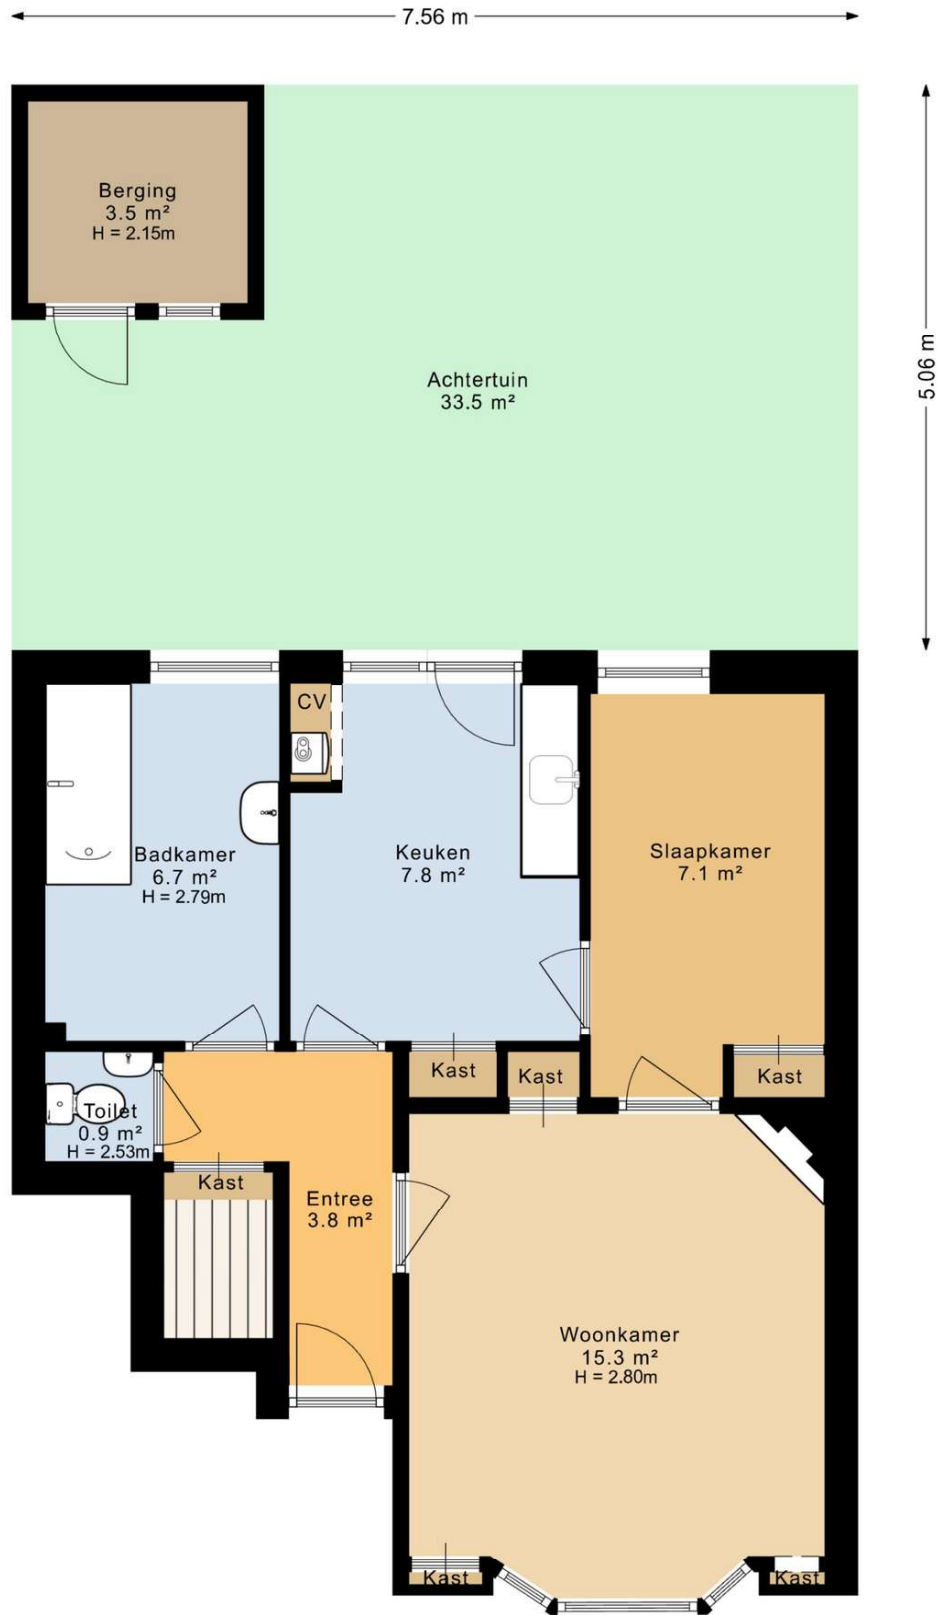 7.56 m
Berging
3.5 m²
H = 2.15m
5.06 m
Achtertuin
33.5 m²
CV
Badkamer
6.7 m²
H = 2.79m
Keuken
7.8 m²
Slaapkamer
7.1 m²
Kast
Kast
Kast
Toilet
0.9 m²
H = 2.53m
Kast
Entree
3.8 m²
Woonkamer
15.3 m²
H = 2.80m
Kast
Kast